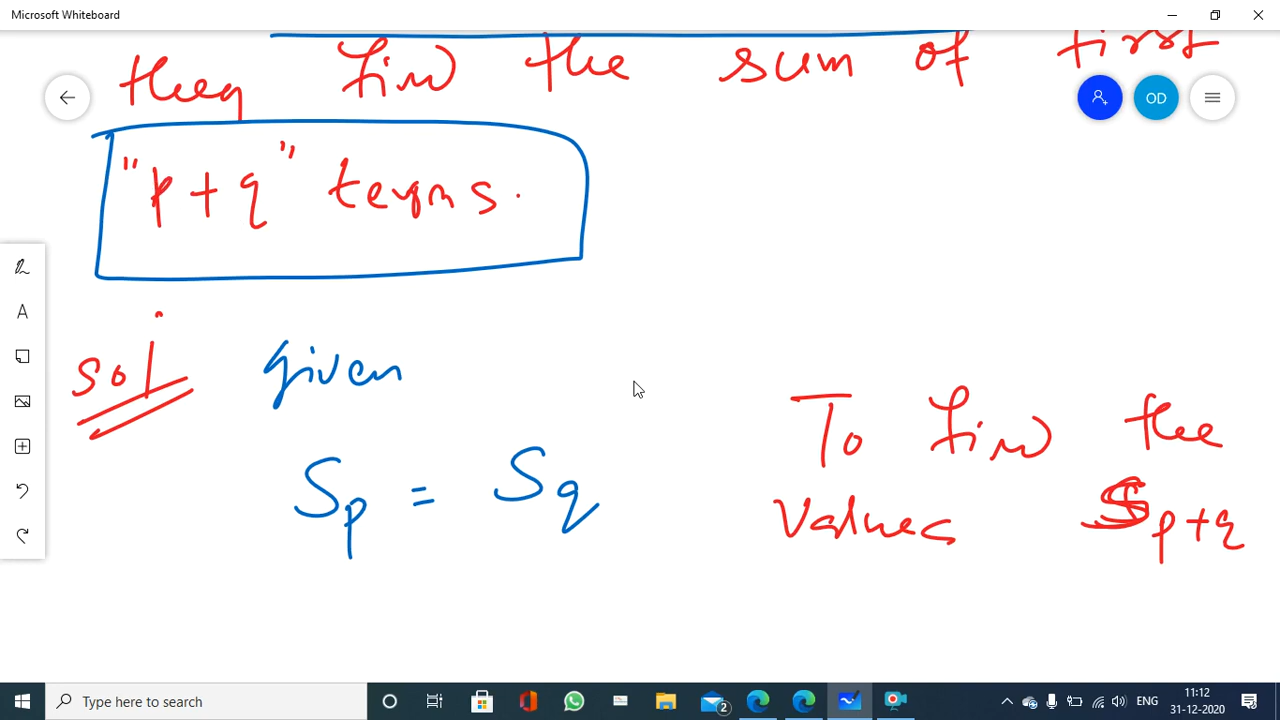 Microsoft Whiteboard
then find the sum of first
"p+q" terms.
OD
sol given
Sp = Sq
To find the
values Sp+q
Type here to search
2
ENG
11:12
31-12-2020